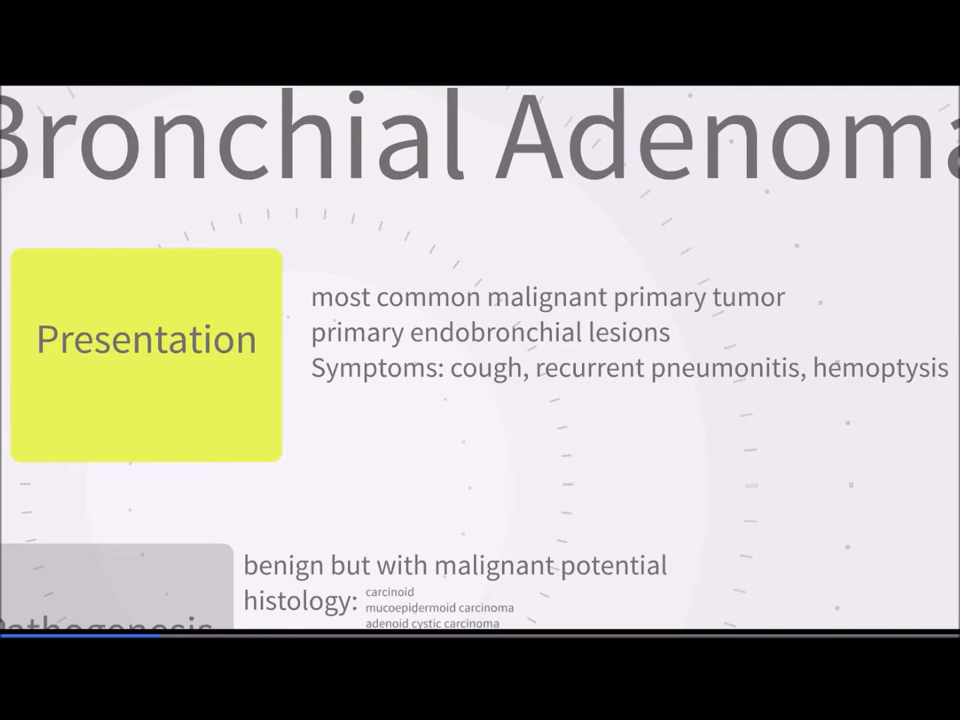 Bronchial Adenoma
Presentation
most common malignant primary tumor
primary endobronchial lesions
Symptoms: cough, recurrent pneumonitis, hemoptysis
Pathogenesis
benign but with malignant potential
histology:
carcinoid
mucoepidermoid carcinoma
adenoid cystic carcinoma